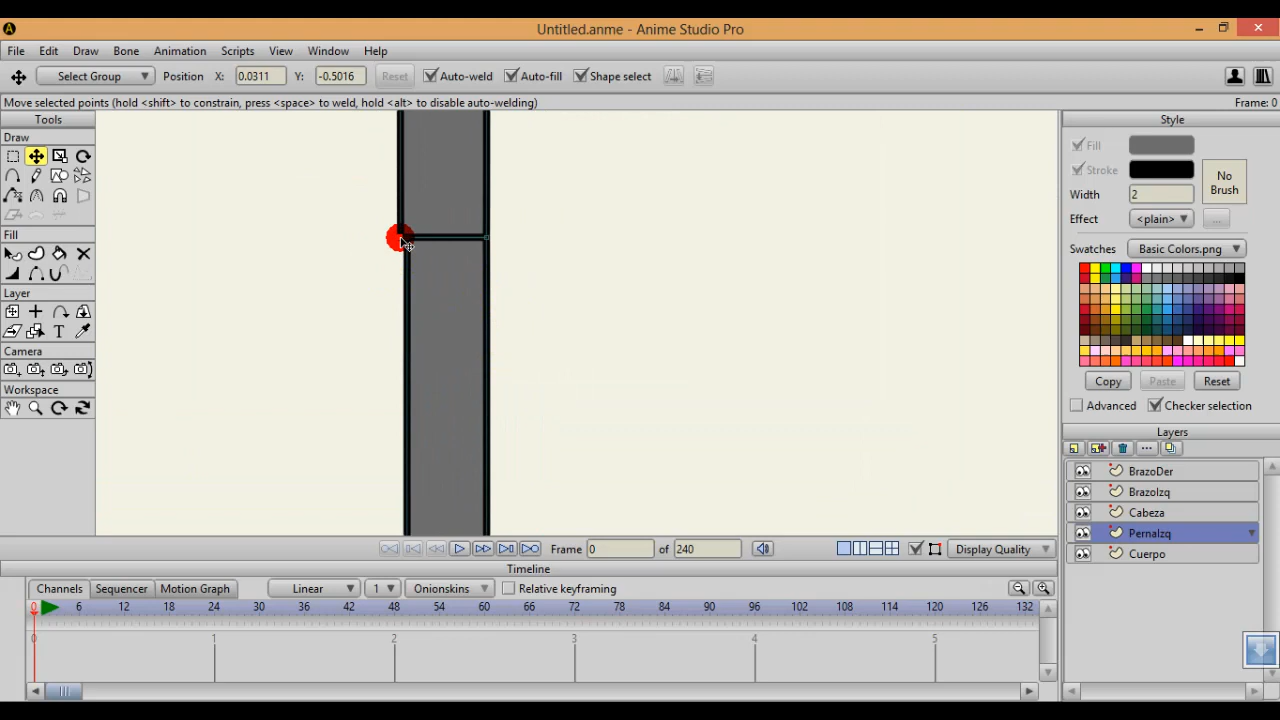 Untitled.anme - Anime Studio Pro
File Edit Draw Bone Animation Scripts View Window Help
Select Group Position X: 0.0311 Y: -0.5016 Reset Auto-weld Auto-fill Shape select
Move selected points (hold <shift> to constrain, press <space> to weld, hold <alt> to disable auto-welding) Frame: 0
Tools
Draw
Fill
Layer
Camera
Workspace
Style
Fill
Stroke
No Brush
Width 2
Effect <plain> ...
Swatches Basic Colors.png
Copy Paste Reset
Advanced Checker selection
Layers
BrazoDer
BrazoIzq
Cabeza
PernaIzq
Cuerpo
Frame 0 of 240 Display Quality
Timeline
Channels Sequencer Motion Graph Linear 1 Onionskins Relative keyframing
0 6 12 18 24 30 36 42 48 54 60 66 72 78 84 90 96 102 108 114 120 126 132
0 1 2 3 4 5